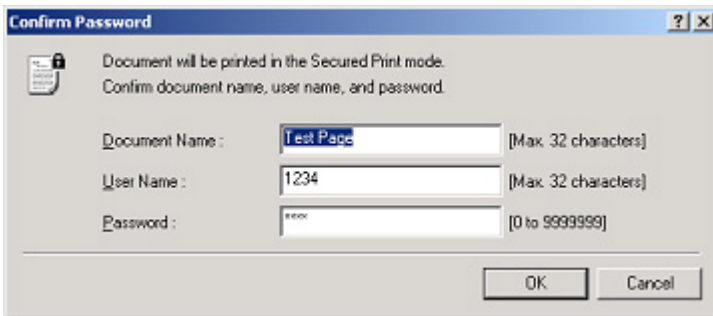 Confirm Password
Document will be printed in the Secured Print mode.
Confirm document name, user name, and password.
Document Name : Test Page [Max. 32 characters]
User Name : 1234 [Max. 32 characters]
Password : **** [0 to 9999999]
OK Cancel